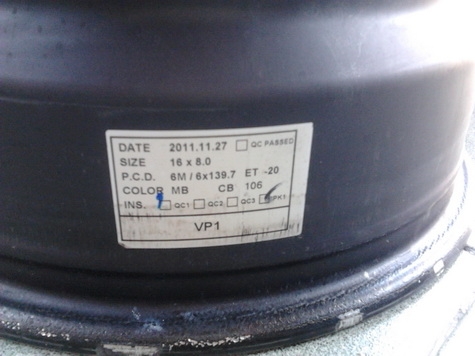 DATE 2011.11.27 QC PASSED
SIZE 16 x 8.0
P.C.D. 6M / 6x139.7 ET -20
COLOR MB CB 106
INS. QC1 QC2 QC3 PK1
VP1